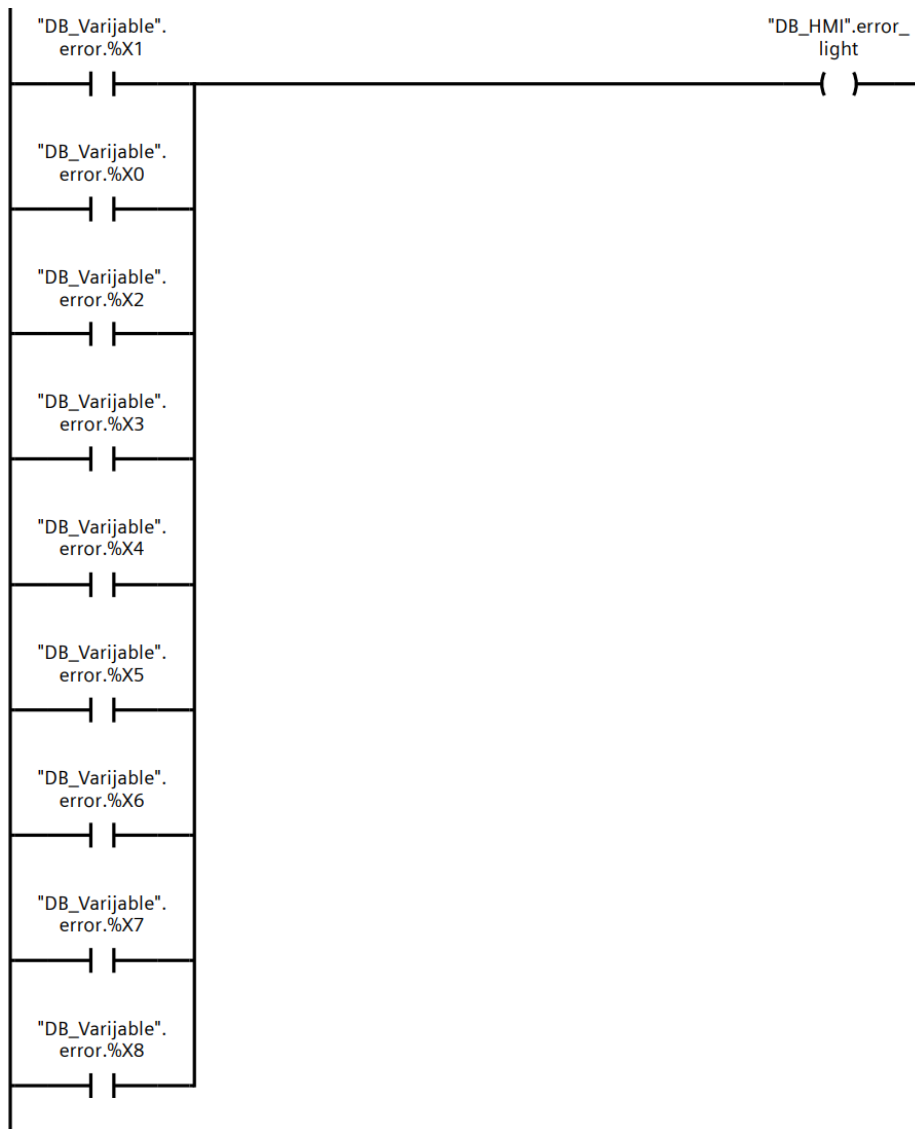 "DB_Varijable".
error.%X1
"DB_HMI".error_
light
"DB_Varijable".
error.%X0
"DB_Varijable".
error.%X2
"DB_Varijable".
error.%X3
"DB_Varijable".
error.%X4
"DB_Varijable".
error.%X5
"DB_Varijable".
error.%X6
"DB_Varijable".
error.%X7
"DB_Varijable".
error.%X8